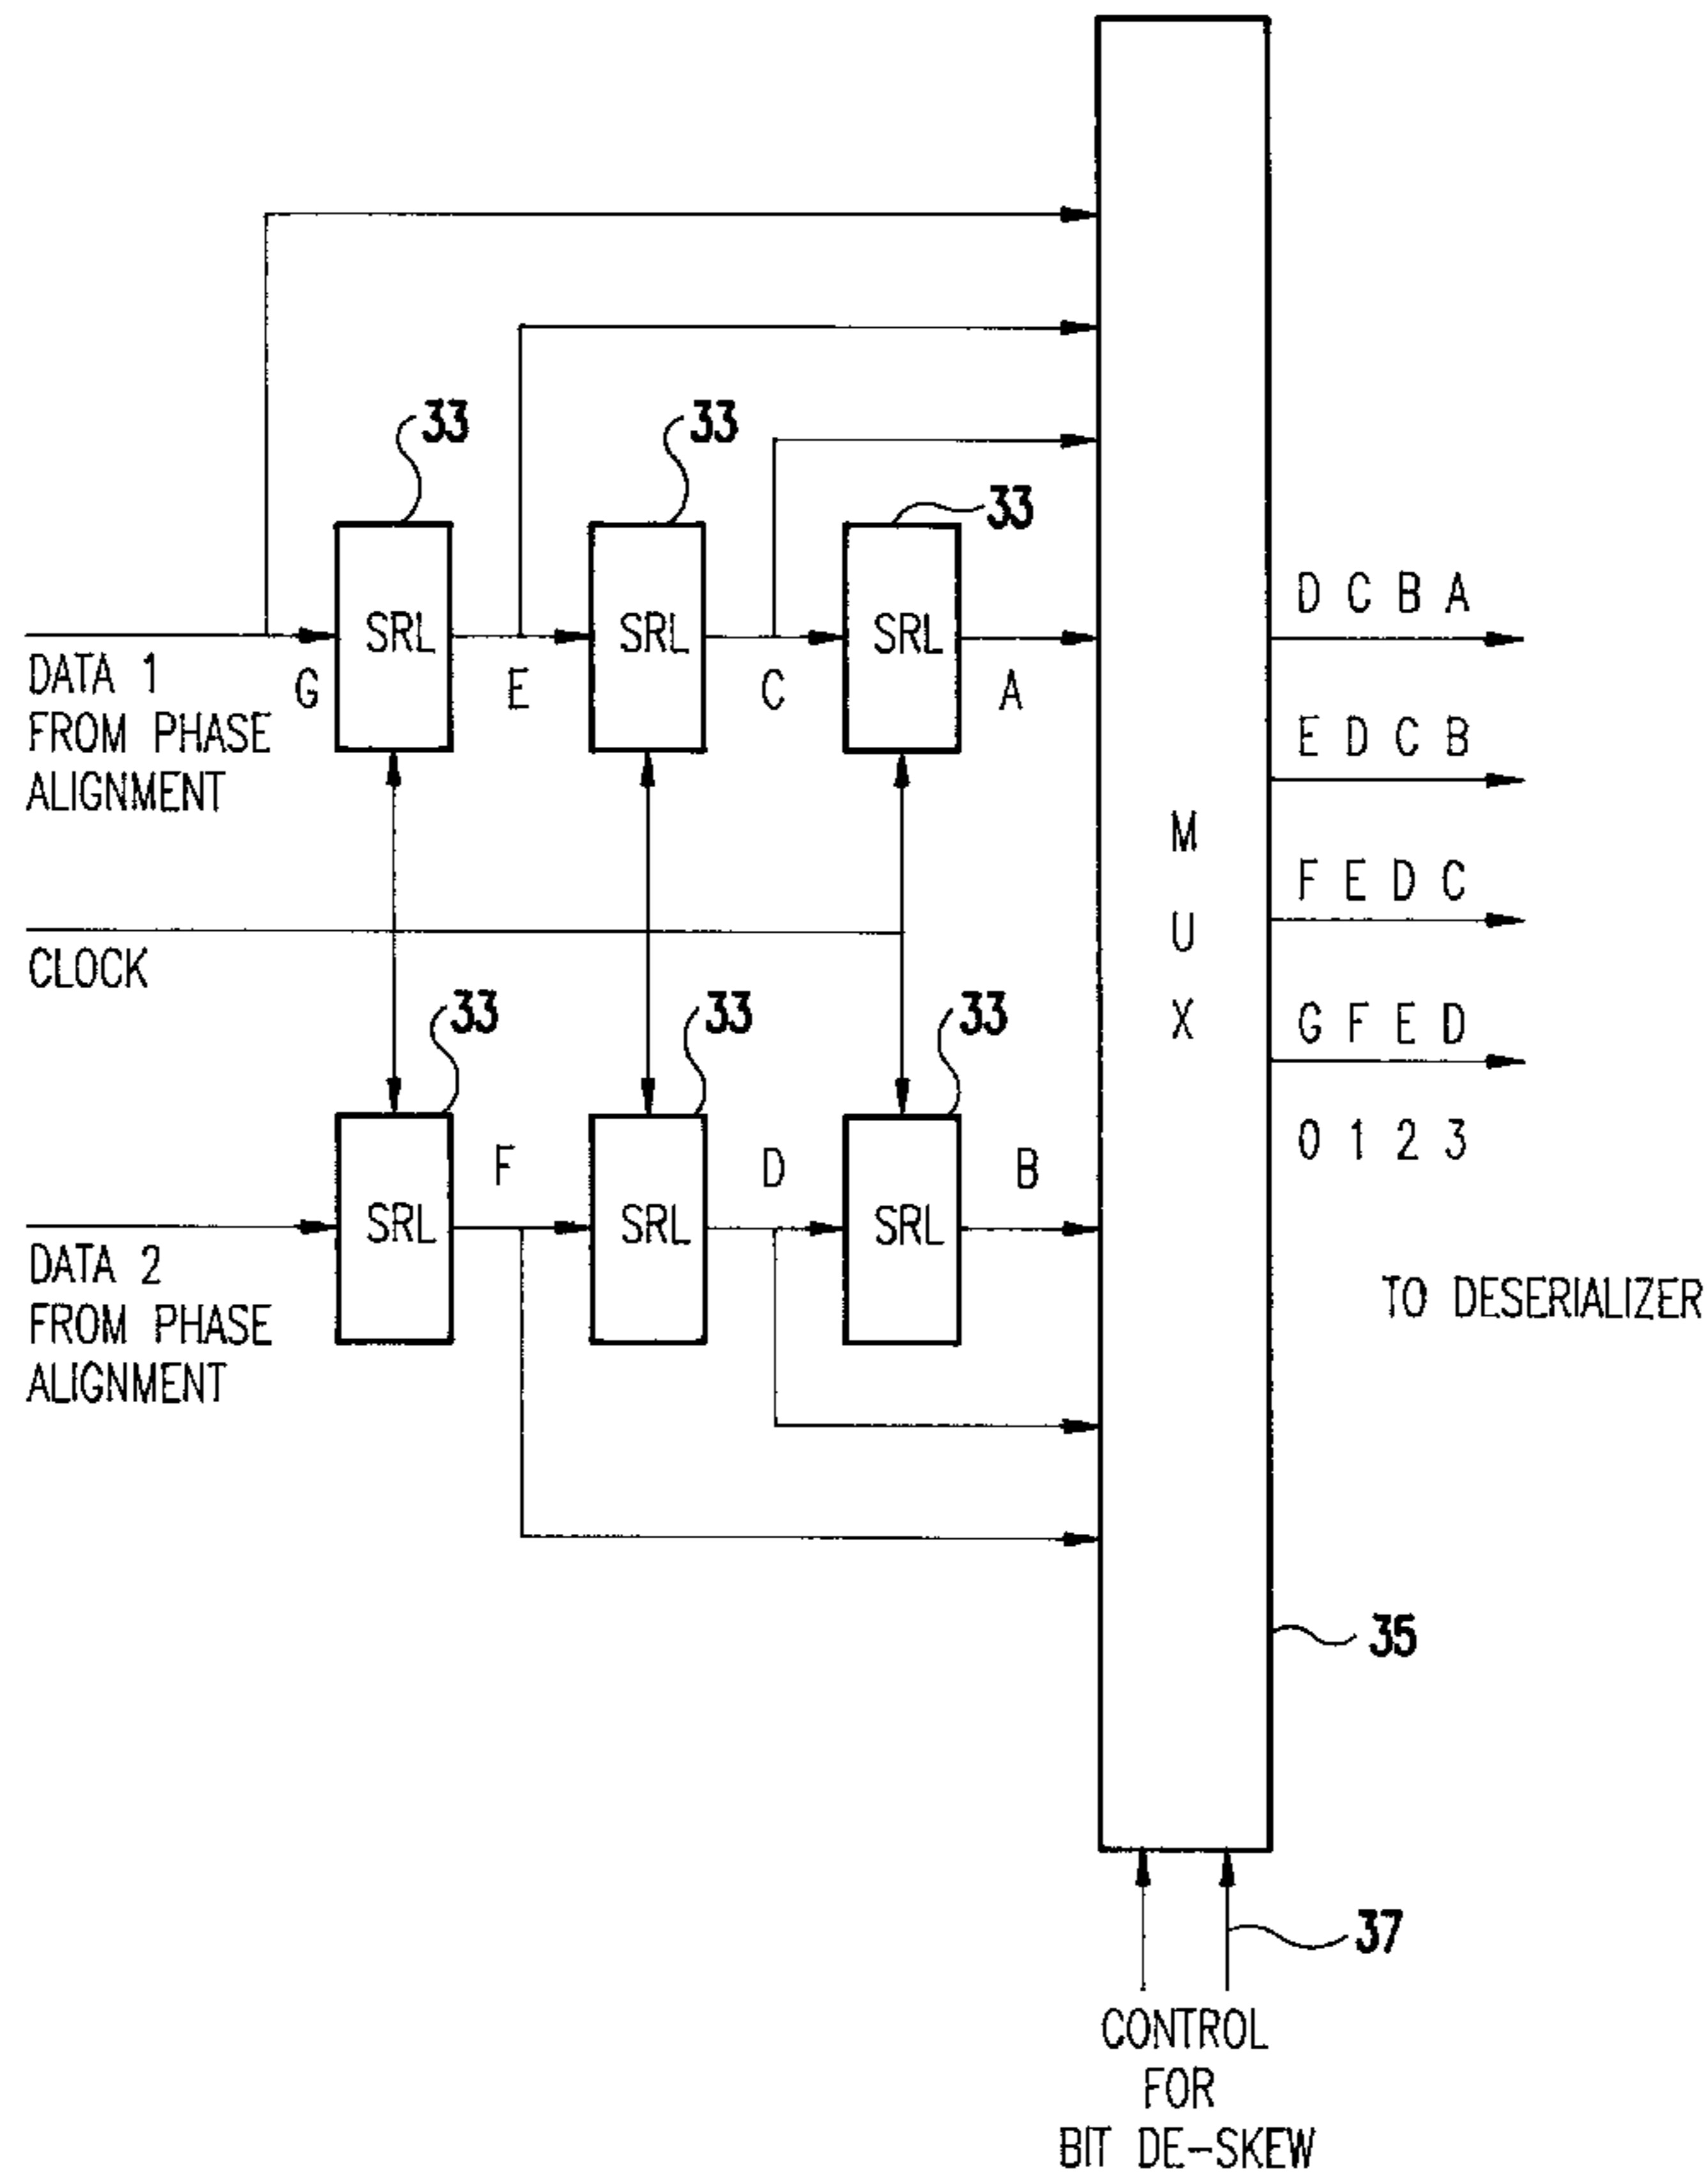 33
33
33
SRL
SRL
SRL
G
E
C
A
DATA 1
FROM PHASE
ALIGNMENT
CLOCK
33
33
33
F
D
B
SRL
SRL
SRL
DATA 2
FROM PHASE
ALIGNMENT
M
U
X
D C B A
E D C B
F E D C
G F E D
0 1 2 3
TO DESERIALIZER
35
37
CONTROL
FOR
BIT DE-SKEW